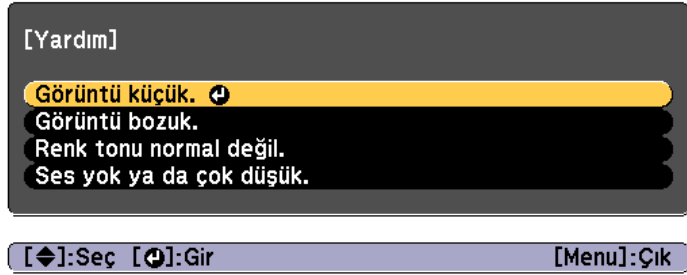 [Yardım]
Görüntü küçük.
Görüntü bozuk.
Renk tonu normal değil.
Ses yok ya da çok düşük.
[◆]:Seç [↵]:Gir [Menu]:Çık